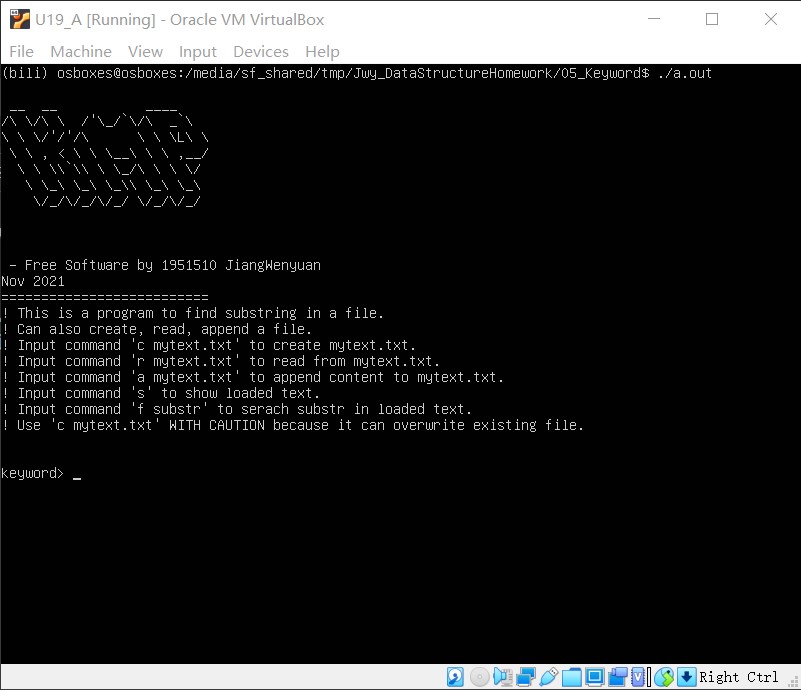 U19_A [Running] - Oracle VM VirtualBox
File Machine View Input Devices Help
(bili) osboxes@osboxes:/media/sf_shared/tmp/Jwy_DataStructureHomework/05_Keyword$ ./a.out
- Free Software by 1951510 JiangWenyuan
Nov 2021
==========================
! This is a program to find substring in a file.
! Can also create, read, append a file.
! Input command 'c mytext.txt' to create mytext.txt.
! Input command 'r mytext.txt' to read from mytext.txt.
! Input command 'a mytext.txt' to append content to mytext.txt.
! Input command 's' to show loaded text.
! Input command 'f substr' to serach substr in loaded text.
! Use 'c mytext.txt' WITH CAUTION because it can overwrite existing file.
keyword> _
Right Ctrl